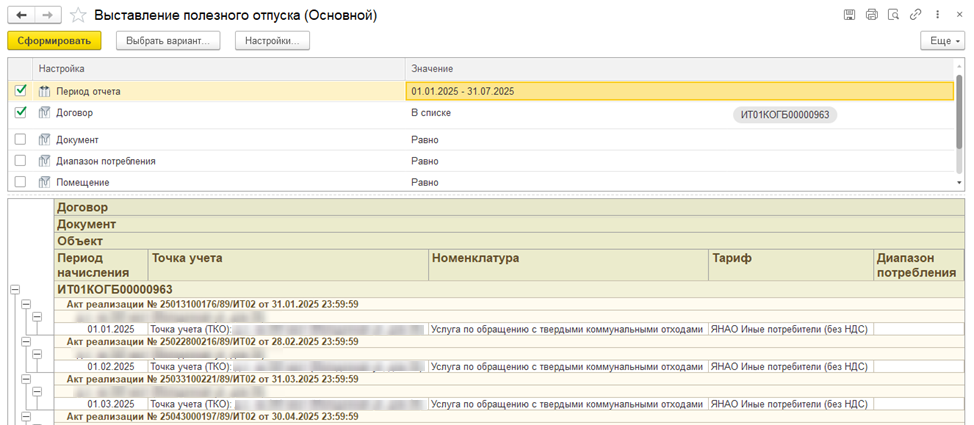 Выставление полезного отпуска (Основной)
Сформировать Выбрать вариант... Настройки... Еще
Настройка Значение
Период отчета 01.01.2025 - 31.07.2025
Договор В списке ИТ01КОГБ00000963
Документ Равно
Диапазон потребления Равно
Помещение Равно
Договор
Документ
Объект
Период Точка учета Номенклатура Тариф Диапазон
начисления потребления
ИТ01КОГБ00000963
Акт реализации № 25013100176/89/ИТ02 от 31.01.2025 23:59:59
01.01.2025 Точка учета (ТКО): Услуга по обращению с твердыми коммунальными отходами ЯНАО Иные потребители (без НДС)
Акт реализации № 25022800216/89/ИТ02 от 28.02.2025 23:59:59
01.02.2025 Точка учета (ТКО): Услуга по обращению с твердыми коммунальными отходами ЯНАО Иные потребители (без НДС)
Акт реализации № 25033100221/89/ИТ02 от 31.03.2025 23:59:59
01.03.2025 Точка учета (ТКО): Услуга по обращению с твердыми коммунальными отходами ЯНАО Иные потребители (без НДС)
Акт реализации № 25043000197/89/ИТ02 от 30.04.2025 23:59:59